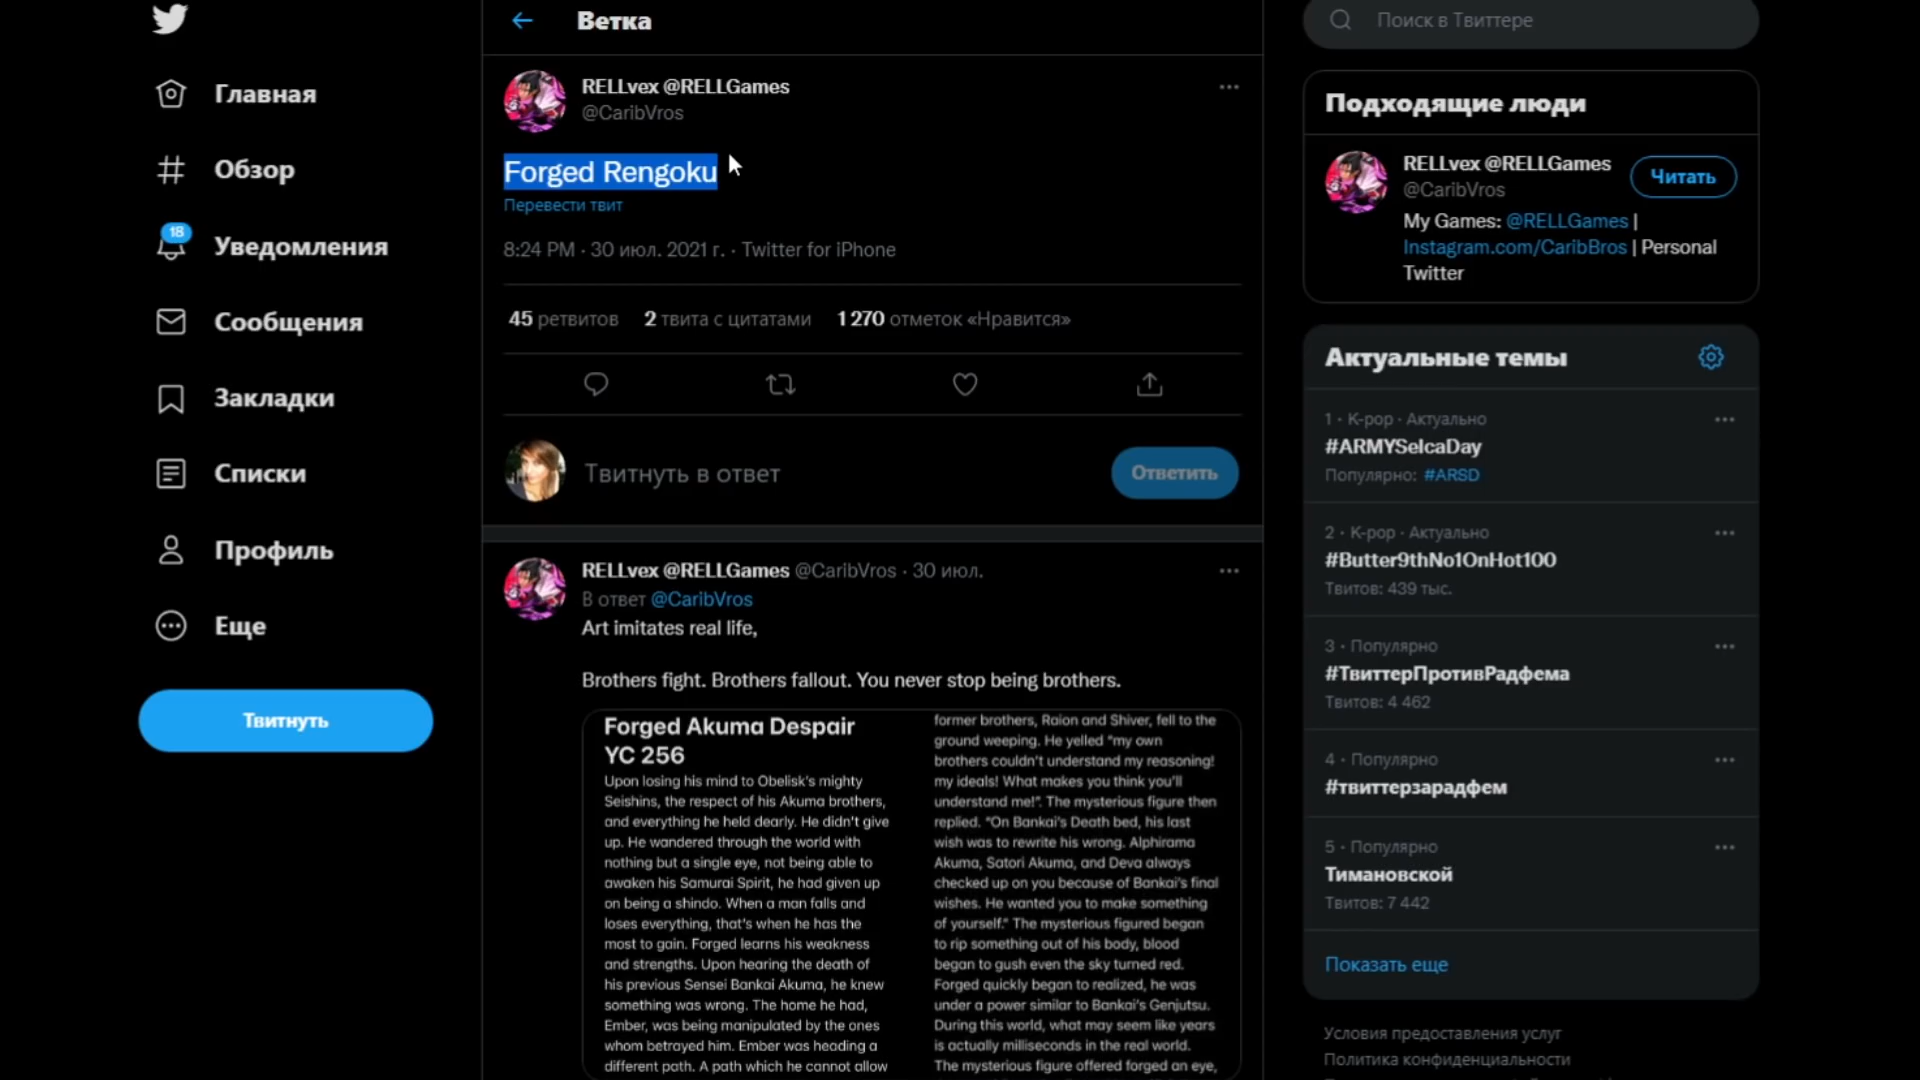 Главная
Обзор
18
Уведомления
Сообщения
Закладки
Списки
Профиль
Еще
Твитнуть
Ветка
RELLvex @RELLGames
@CaribVros
Forged Rengoku
Перевести твит
8:24 PM · 30 июл. 2021 г. · Twitter for iPhone
45 ретвитов 2 твита с цитатами 1 270 отметок «Нравится»
Твитнуть в ответ
Ответить
RELLvex @RELLGames @CaribVros · 30 июл.
В ответ @CaribVros
Art imitates real life,
Brothers fight. Brothers fallout. You never stop being brothers.
Forged Akuma Despair
YC 256
Upon losing his mind to Obelisk's mighty
Seishins, the respect of his Akuma brothers,
and everything he held dearly. He didn't give
up. He wandered through the world with
nothing but a single eye, not being able to
awaken his Samurai Spirit, he had given up
on being a shindo. When a man falls and
loses everything, that's when he has the
most to gain. Forged learns his weakness
and strengths. Upon hearing the death of
his previous Sensei Bankai Akuma, he knew
something was wrong. The home he had,
Ember, was being manipulated by the ones
whom betrayed him. Ember was heading a
different path. A path which he cannot allow
former brothers, Raion and Shiver, fell to the
ground weeping. He yelled "my own
brothers couldn't understand my reasoning!
my ideals! What makes you think you'll
understand me!". The mysterious figure then
replied. "On Bankai's Death bed, his last
wish was to rewrite his wrong. Alphirama
Akuma, Satori Akuma, and Deva always
checked up on you because of Bankai's final
wishes. He wanted you to make something
of yourself." The mysterious figured began
to rip something out of his body, blood
began to gush even the sky turned red.
Forged quickly began to realized, he was
under a power similar to Bankai's Genjutsu.
During this world, what may seem like years
is actually milliseconds in the real world.
The mysterious figure offered forged an eye,
Поиск в Твиттере
Подходящие люди
RELLvex @RELLGames
@CaribVros
Читать
My Games: @RELLGames |
Instagram.com/CaribBros | Personal
Twitter
Актуальные темы
1 · K-pop · Актуально
#ARMYSelcaDay
Популярно: #ARSD
2 · K-pop · Актуально
#Butter9thNo1OnHot100
Твитов: 439 тыс.
3 · Популярно
#ТвиттерПротивРадфема
Твитов: 4 462
4 · Популярно
#твиттерзарадфем
5 · Популярно
Тимановской
Твитов: 7 442
Показать еще
Условия предоставления услуг
Политика конфиденциальности